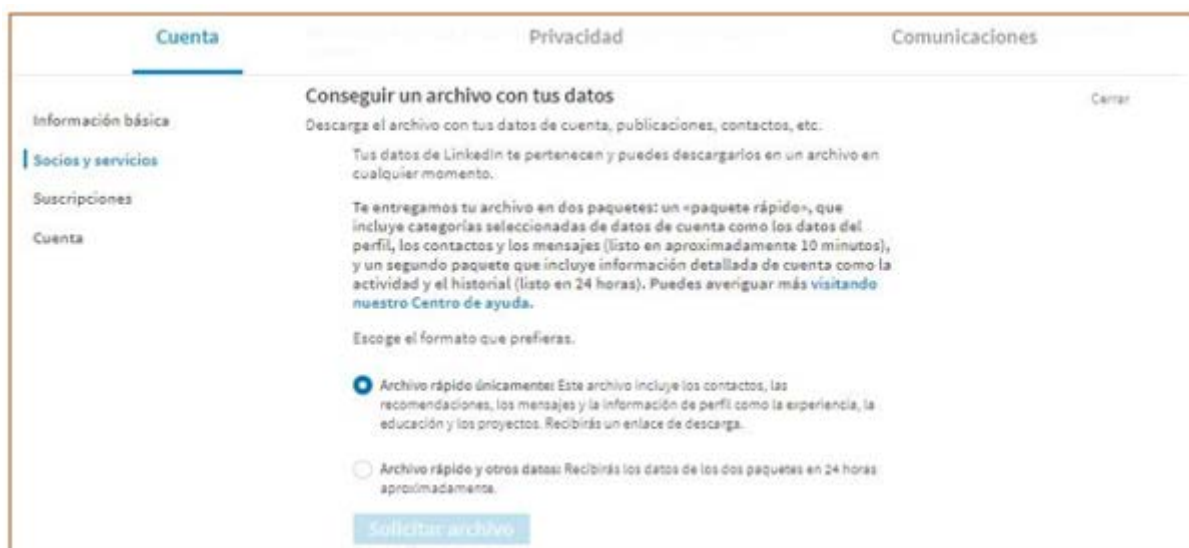 Cuenta
Privacidad
Comunicaciones
Información básica
Socios y servicios
Suscripciones
Cuenta
Conseguir un archivo con tus datos
Cerrar
Descarga el archivo con tus datos de cuenta, publicaciones, contactos, etc.
Tus datos de LinkedIn te pertenecen y puedes descargarlos en un archivo en
cualquier momento.
Te entregamos tu archivo en dos paquetes: un «paquete rápido», que
incluye categorías seleccionadas de datos de cuenta como los datos del
perfil, los contactos y los mensajes (listo en aproximadamente 10 minutos),
y un segundo paquete que incluye información detallada de cuenta como la
actividad y el historial (listo en 24 horas). Puedes averiguar más visitando
nuestro Centro de ayuda.
Escoge el formato que prefieras.
Archivo rápido únicamente: Este archivo incluye los contactos, las
recomendaciones, los mensajes y la información de perfil como la experiencia, la
educación y los proyectos. Recibirás un enlace de descarga.
Archivo rápido y otros datos: Recibirás los datos de los dos paquetes en 24 horas
aproximadamente.
Solicitar archivo